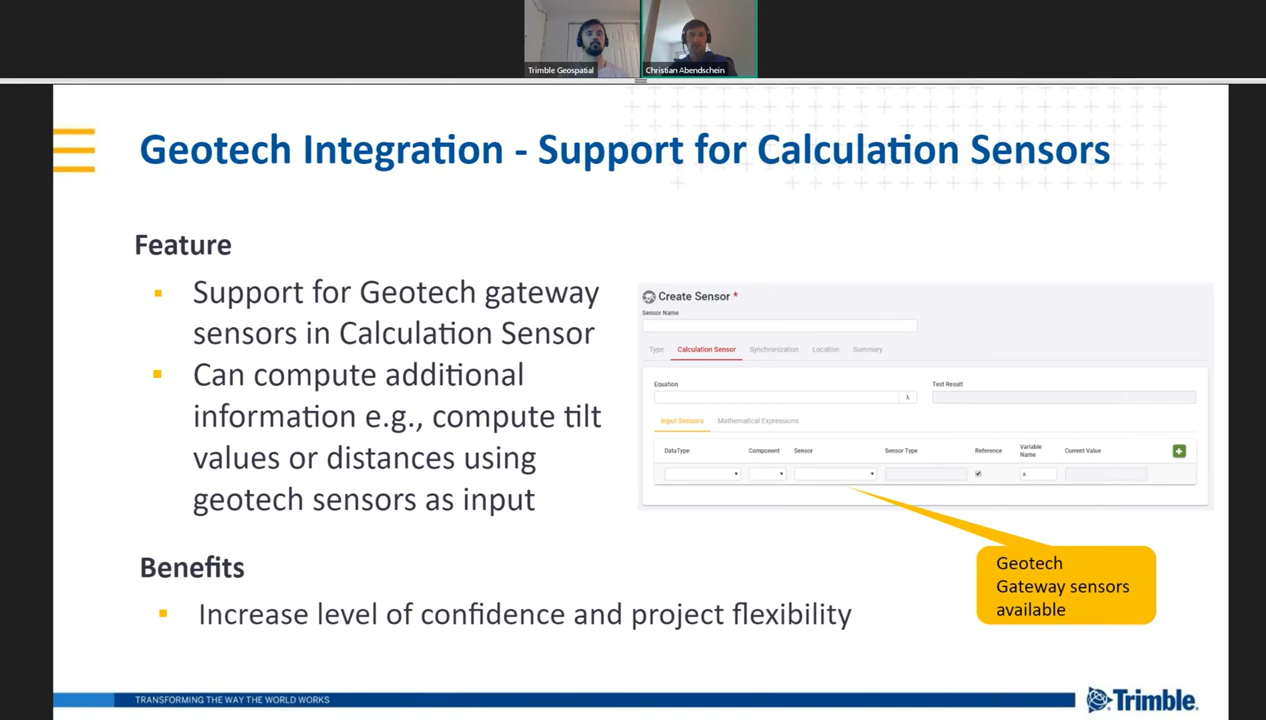 Trimble Geospatial
Christian Abendschein
Geotech Integration - Support for Calculation Sensors
Feature
▪ Support for Geotech gateway
sensors in Calculation Sensor
▪ Can compute additional
information e.g., compute tilt
values or distances using
geotech sensors as input
Create Sensor *
Sensor Name
Type Calculation Sensor Synchronization Location Summary
Equation Test Result
λ
Input Sensors Mathematical Expressions
DataType Component Sensor Sensor Type Reference Variable Name Current Value
a
Geotech
Gateway sensors
available
Benefits
▪ Increase level of confidence and project flexibility
TRANSFORMING THE WAY THE WORLD WORKS
Trimble.